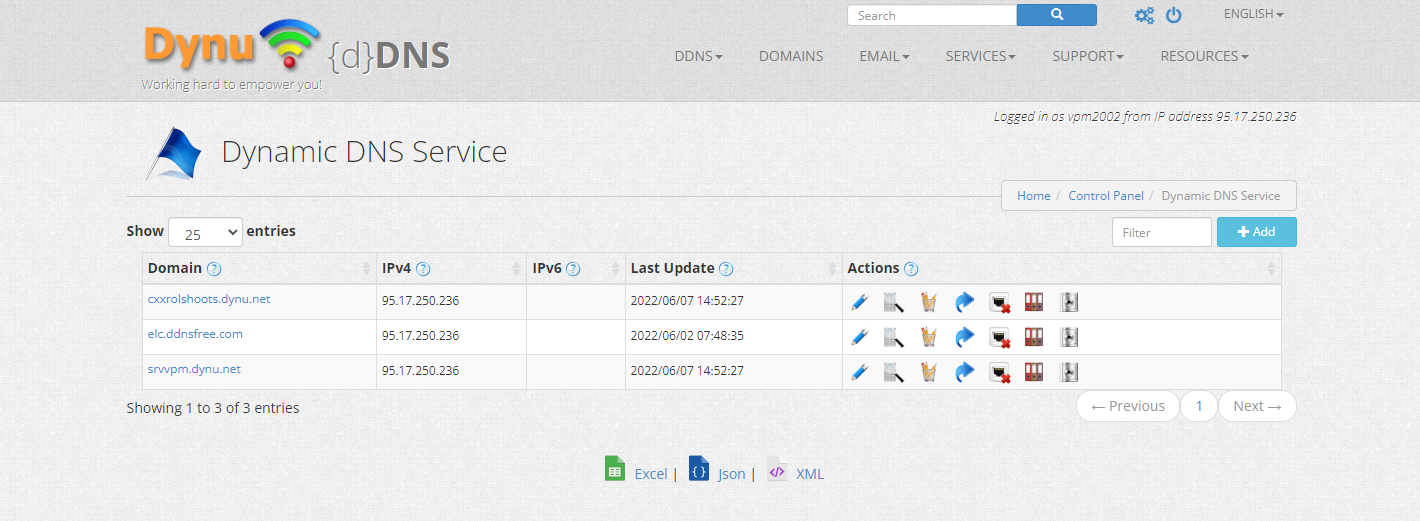 Search
ENGLISH
Dynu {d}DNS
Working hard to empower you!
DDNS DOMAINS EMAIL SERVICES SUPPORT RESOURCES
Logged in as vpm2002 from IP address 95.17.250.236
Dynamic DNS Service
Home / Control Panel / Dynamic DNS Service
Show 25 entries
Filter
Add
Domain ? IPv4 ? IPv6 ? Last Update ? Actions ?
cxxrolshoots.dynu.net 95.17.250.236 2022/06/07 14:52:27
elc.ddnsfree.com 95.17.250.236 2022/06/02 07:48:35
srvvpm.dynu.net 95.17.250.236 2022/06/07 14:52:27
Showing 1 to 3 of 3 entries
← Previous 1 Next →
Excel | Json | XML